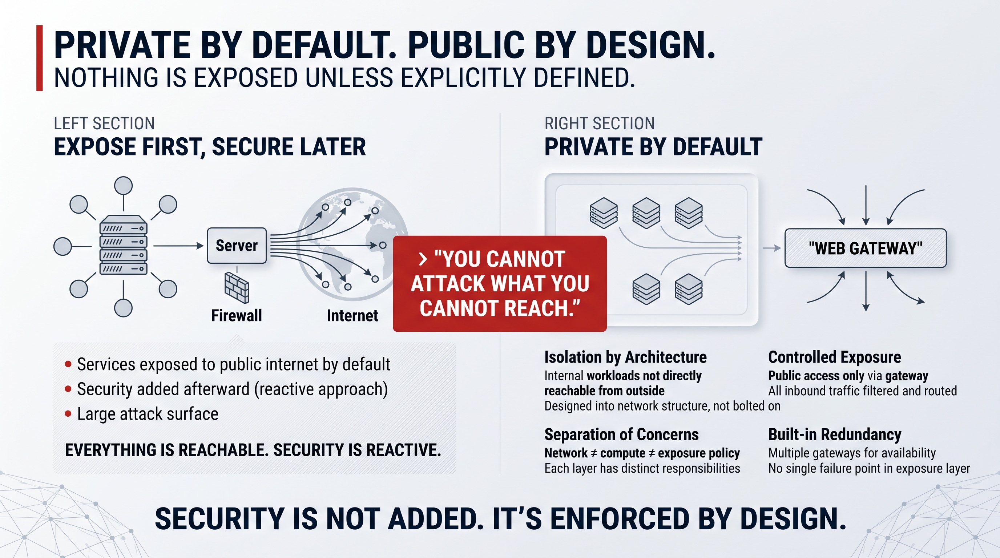 PRIVATE BY DEFAULT. PUBLIC BY DESIGN.
NOTHING IS EXPOSED UNLESS EXPLICITLY DEFINED.
LEFT SECTION
EXPOSE FIRST, SECURE LATER
Server
Firewall
Internet
• Services exposed to public internet by default
• Security added afterward (reactive approach)
• Large attack surface
EVERYTHING IS REACHABLE. SECURITY IS REACTIVE.
> "YOU CANNOT
ATTACK WHAT YOU
CANNOT REACH.”
RIGHT SECTION
PRIVATE BY DEFAULT
"WEB GATEWAY"
Isolation by Architecture
Internal workloads not directly
reachable from outside
Designed into network structure, not bolted on
Controlled Exposure
Public access only via gateway
All inbound traffic filtered and routed
Separation of Concerns
Network ≠ compute ≠ exposure policy
Each layer has distinct responsibilities
Built-in Redundancy
Multiple gateways for availability
No single failure point in exposure layer
SECURITY IS NOT ADDED. IT’S ENFORCED BY DESIGN.